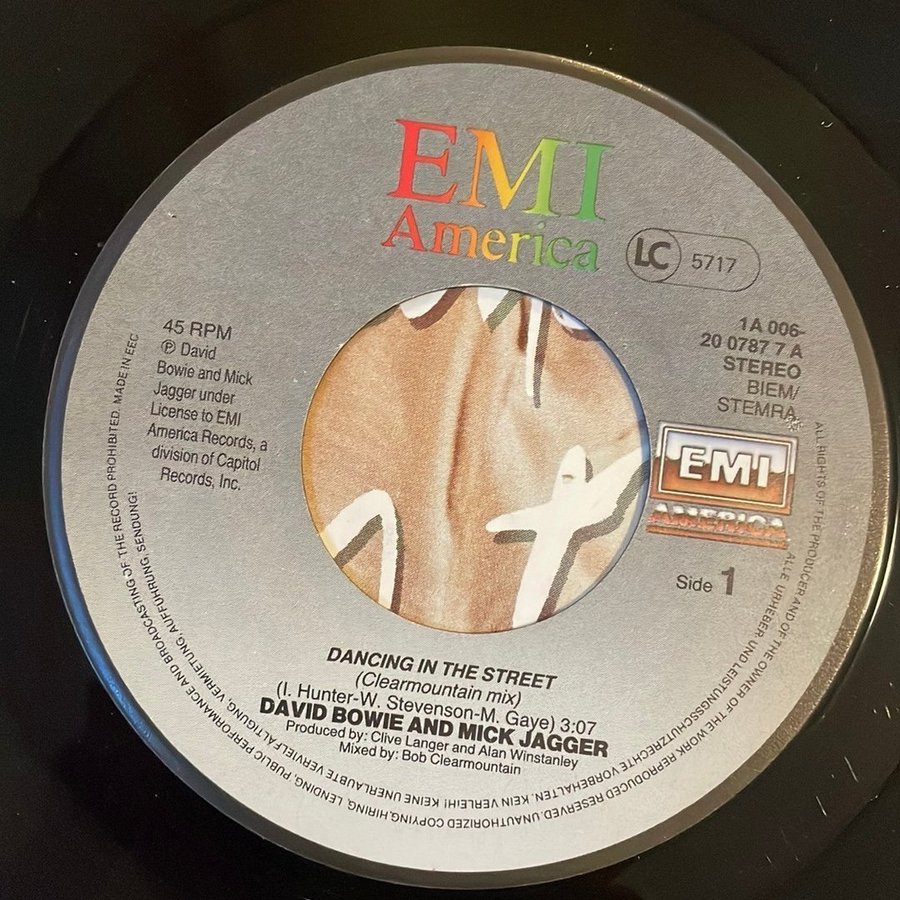 EMI
America
LC 5717
45 RPM
℗ David
Bowie and Mick
Jagger under
License to EMI
America Records, a
division of Capitol
Records, Inc.
1A 006-
20 0787 7 A
STEREO
BIEM/
STEMRA
EMI
AMERICA
Side 1
DANCING IN THE STREET
(Clearmountain mix)
(I. Hunter-W. Stevenson-M. Gaye) 3:07
DAVID BOWIE AND MICK JAGGER
Produced by: Clive Langer and Alan Winstanley
Mixed by: Bob Clearmountain
ALL RIGHTS OF THE PRODUCER AND OF THE OWNER OF THE WORK REPRODUCED RESERVED. UNAUTHORIZED COPYING, HIRING, LENDING, PUBLIC PERFORMANCE AND BROADCASTING OF THE RECORD PROHIBITED. MADE IN EEC
ALLE URHEBER UND LEISTUNGSSCHUTZRECHTE VORBEHALTEN. KEIN VERLEIH! KEINE UNERLAUBTE VERVIELFÄLTIGUNG, VERMIETUNG, AUFFÜHRUNG, SENDUNG!